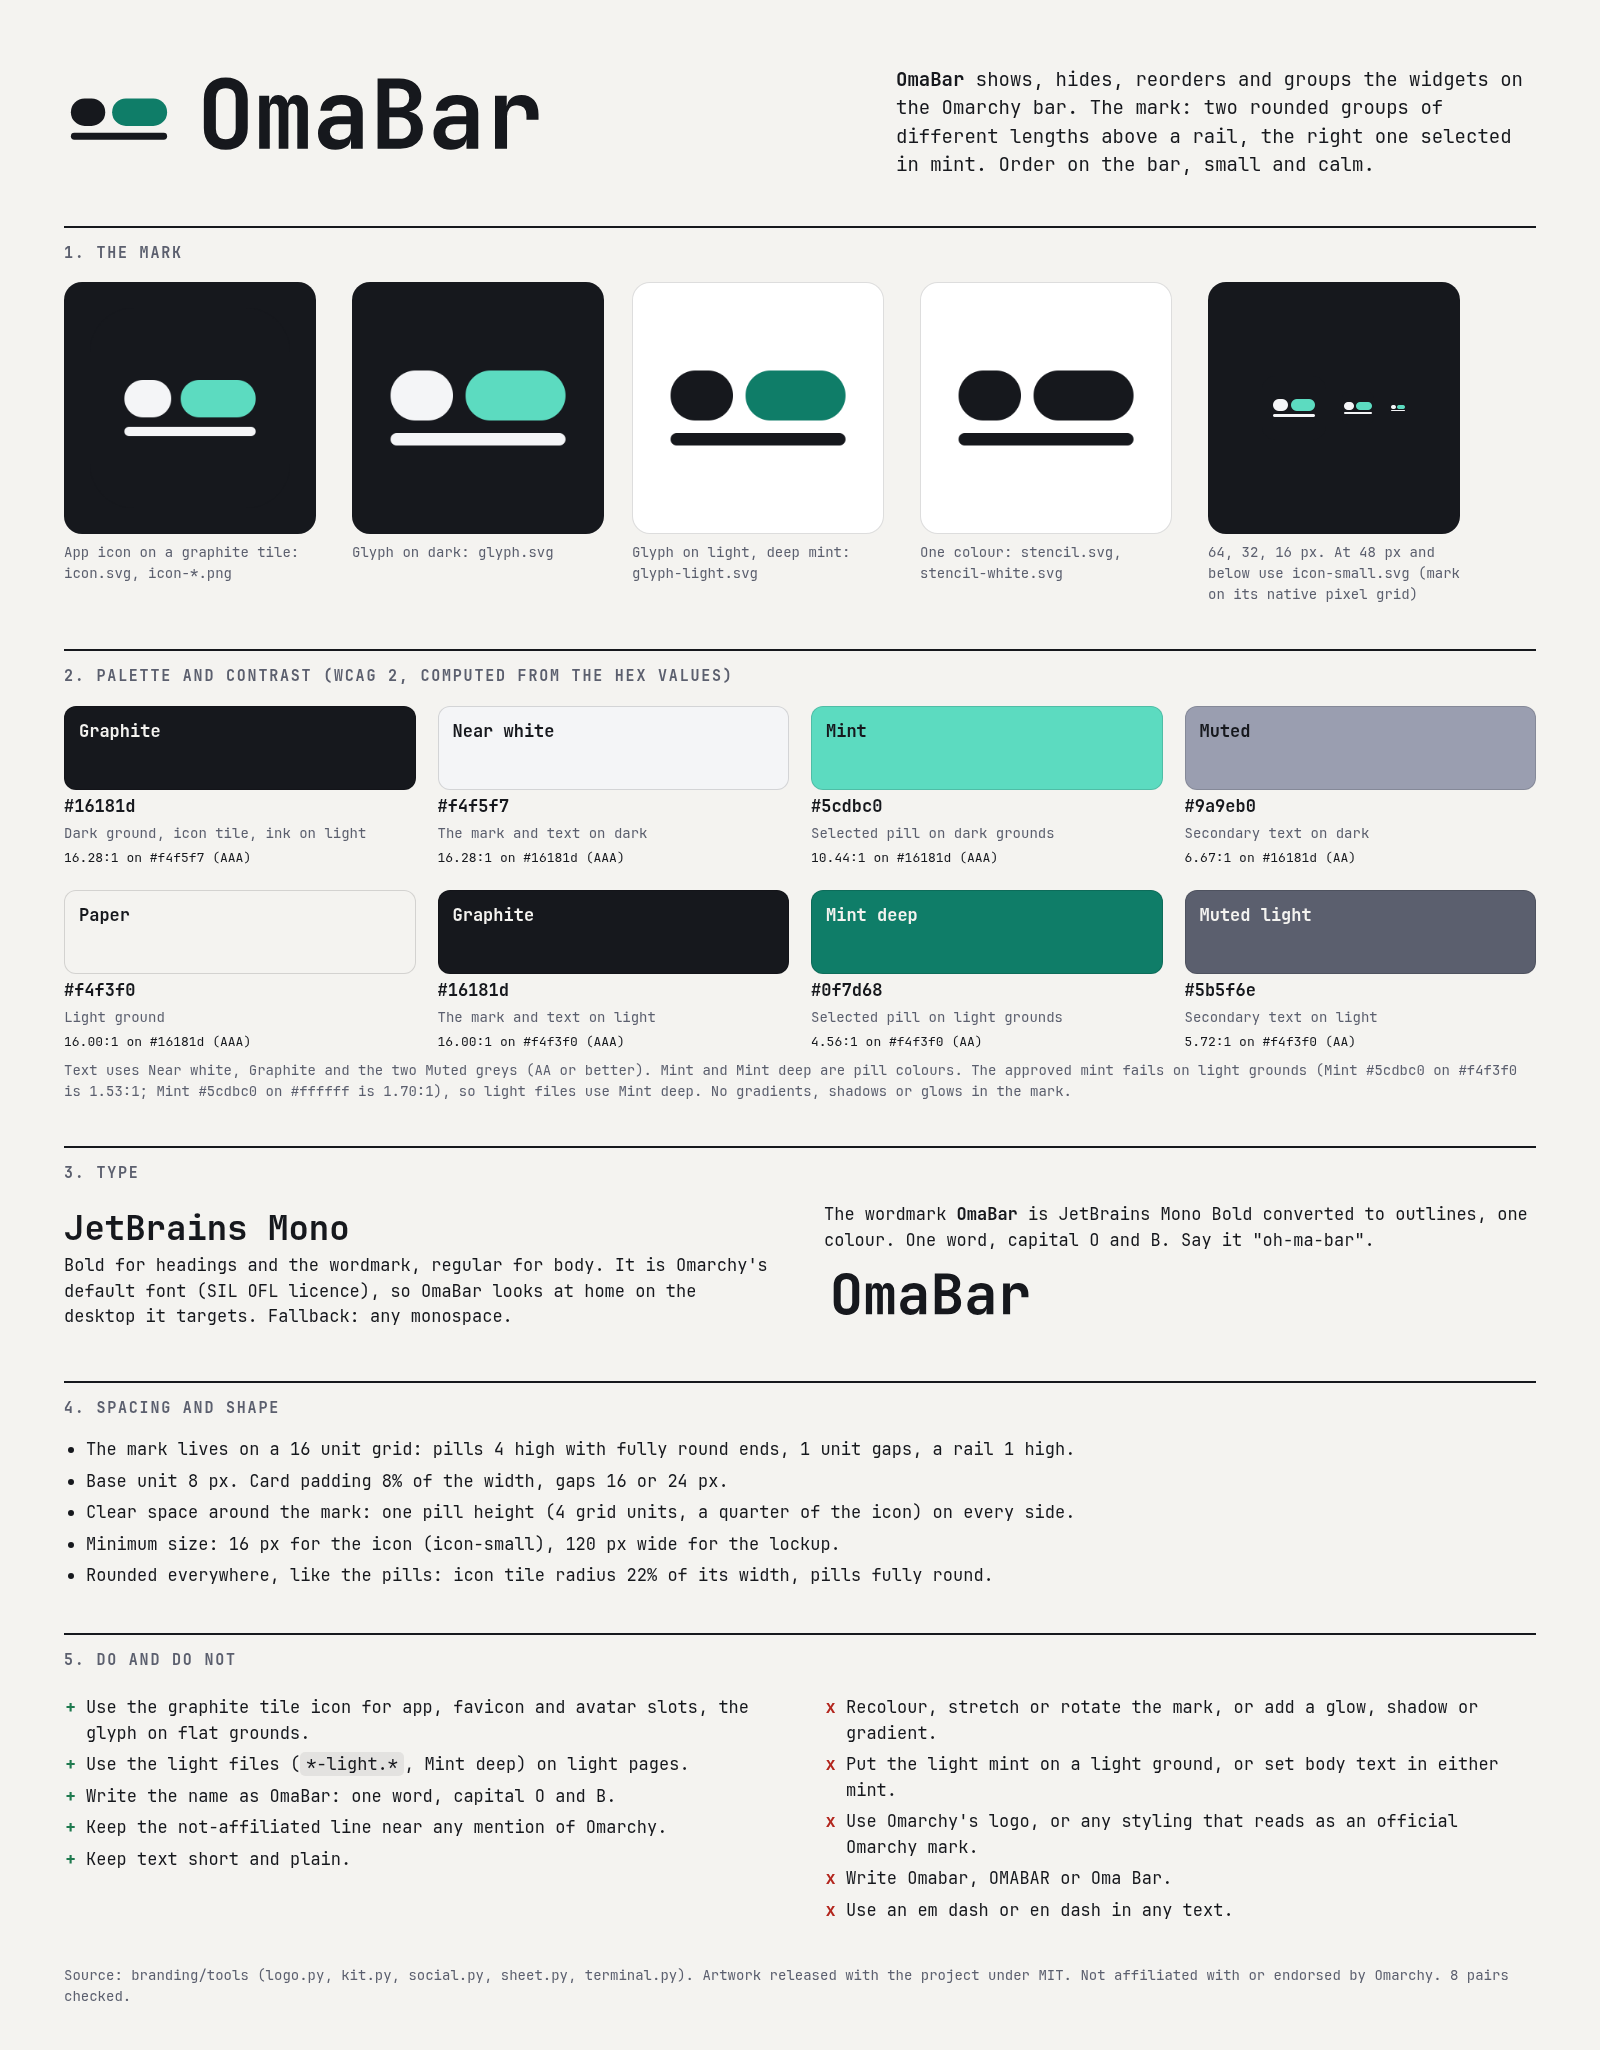 OmaBar
OmaBar shows, hides, reorders and groups the widgets on
the Omarchy bar. The mark: two rounded groups of
different lengths above a rail, the right one selected
in mint. Order on the bar, small and calm.
1. THE MARK
App icon on a graphite tile:
icon.svg, icon-*.png
Glyph on dark: glyph.svg
Glyph on light, deep mint:
glyph-light.svg
One colour: stencil.svg,
stencil-white.svg
64, 32, 16 px. At 48 px and
below use icon-small.svg (mark
on its native pixel grid)
2. PALETTE AND CONTRAST (WCAG 2, COMPUTED FROM THE HEX VALUES)
Graphite
#16181d
Dark ground, icon tile, ink on light
16.28:1 on #f4f5f7 (AAA)
Near white
#f4f5f7
The mark and text on dark
16.28:1 on #16181d (AAA)
Mint
#5cdbc0
Selected pill on dark grounds
10.44:1 on #16181d (AAA)
Muted
#9a9eb0
Secondary text on dark
6.67:1 on #16181d (AA)
Paper
#f4f3f0
Light ground
16.00:1 on #16181d (AAA)
Graphite
#16181d
The mark and text on light
16.00:1 on #f4f3f0 (AAA)
Mint deep
#0f7d68
Selected pill on light grounds
4.56:1 on #f4f3f0 (AA)
Muted light
#5b5f6e
Secondary text on light
5.72:1 on #f4f3f0 (AA)
Text uses Near white, Graphite and the two Muted greys (AA or better). Mint and Mint deep are pill colours. The approved mint fails on light grounds (Mint #5cdbc0 on #f4f3f0
is 1.53:1; Mint #5cdbc0 on #ffffff is 1.70:1), so light files use Mint deep. No gradients, shadows or glows in the mark.
3. TYPE
JetBrains Mono
Bold for headings and the wordmark, regular for body. It is Omarchy's
default font (SIL OFL licence), so OmaBar looks at home on the
desktop it targets. Fallback: any monospace.
The wordmark OmaBar is JetBrains Mono Bold converted to outlines, one
colour. One word, capital O and B. Say it "oh-ma-bar".
OmaBar
4. SPACING AND SHAPE
• The mark lives on a 16 unit grid: pills 4 high with fully round ends, 1 unit gaps, a rail 1 high.
• Base unit 8 px. Card padding 8% of the width, gaps 16 or 24 px.
• Clear space around the mark: one pill height (4 grid units, a quarter of the icon) on every side.
• Minimum size: 16 px for the icon (icon-small), 120 px wide for the lockup.
• Rounded everywhere, like the pills: icon tile radius 22% of its width, pills fully round.
5. DO AND DO NOT
+ Use the graphite tile icon for app, favicon and avatar slots, the
glyph on flat grounds.
+ Use the light files (*-light.*, Mint deep) on light pages.
+ Write the name as OmaBar: one word, capital O and B.
+ Keep the not-affiliated line near any mention of Omarchy.
+ Keep text short and plain.
x Recolour, stretch or rotate the mark, or add a glow, shadow or
gradient.
x Put the light mint on a light ground, or set body text in either
mint.
x Use Omarchy's logo, or any styling that reads as an official
Omarchy mark.
x Write Omabar, OMABAR or Oma Bar.
x Use an em dash or en dash in any text.
Source: branding/tools (logo.py, kit.py, social.py, sheet.py, terminal.py). Artwork released with the project under MIT. Not affiliated with or endorsed by Omarchy. 8 pairs
checked.